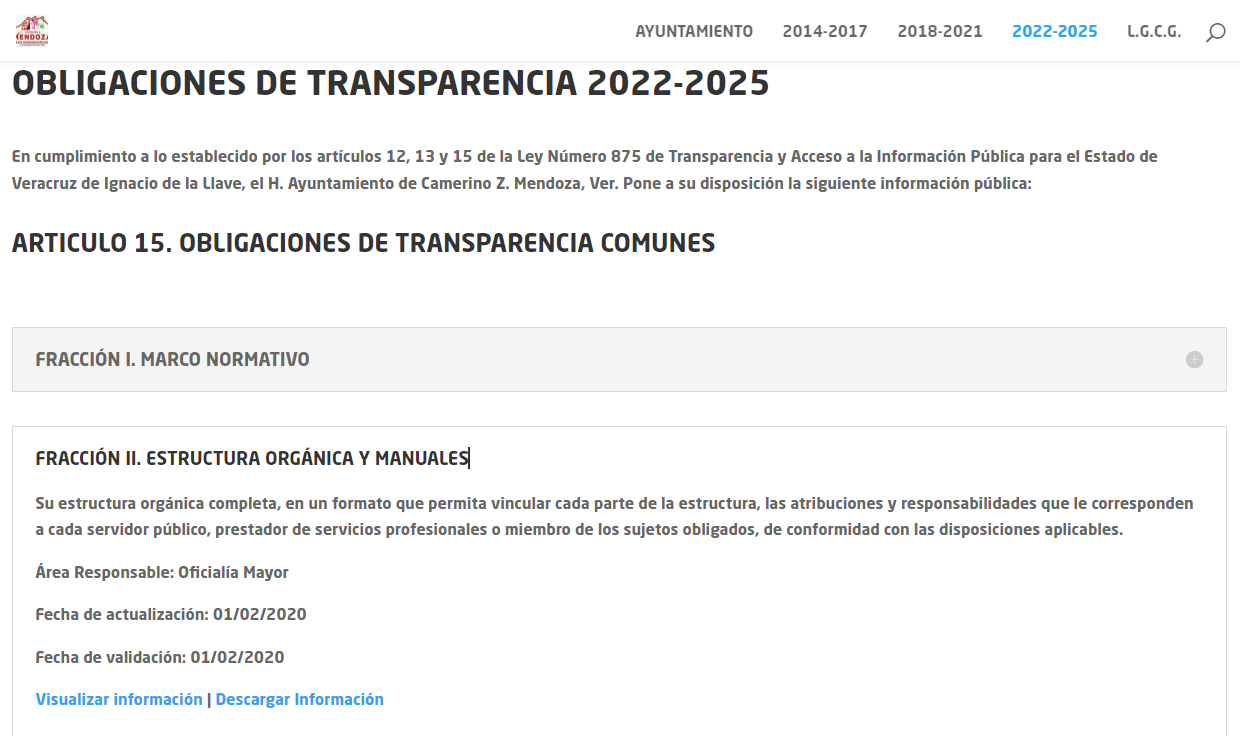 MENDOZA
AYUNTAMIENTO 2014-2017 2018-2021 2022-2025 L.G.C.G.
OBLIGACIONES DE TRANSPARENCIA 2022-2025
En cumplimiento a lo establecido por los artículos 12, 13 y 15 de la Ley Número 875 de Transparencia y Acceso a la Información Pública para el Estado de
Veracruz de Ignacio de la Llave, el H. Ayuntamiento de Camerino Z. Mendoza, Ver. Pone a su disposición la siguiente información pública:
ARTICULO 15. OBLIGACIONES DE TRANSPARENCIA COMUNES
FRACCIÓN I. MARCO NORMATIVO
FRACCIÓN II. ESTRUCTURA ORGÁNICA Y MANUALES
Su estructura orgánica completa, en un formato que permita vincular cada parte de la estructura, las atribuciones y responsabilidades que le corresponden
a cada servidor público, prestador de servicios profesionales o miembro de los sujetos obligados, de conformidad con las disposiciones aplicables.
Área Responsable: Oficialía Mayor
Fecha de actualización: 01/02/2020
Fecha de validación: 01/02/2020
Visualizar información | Descargar Información